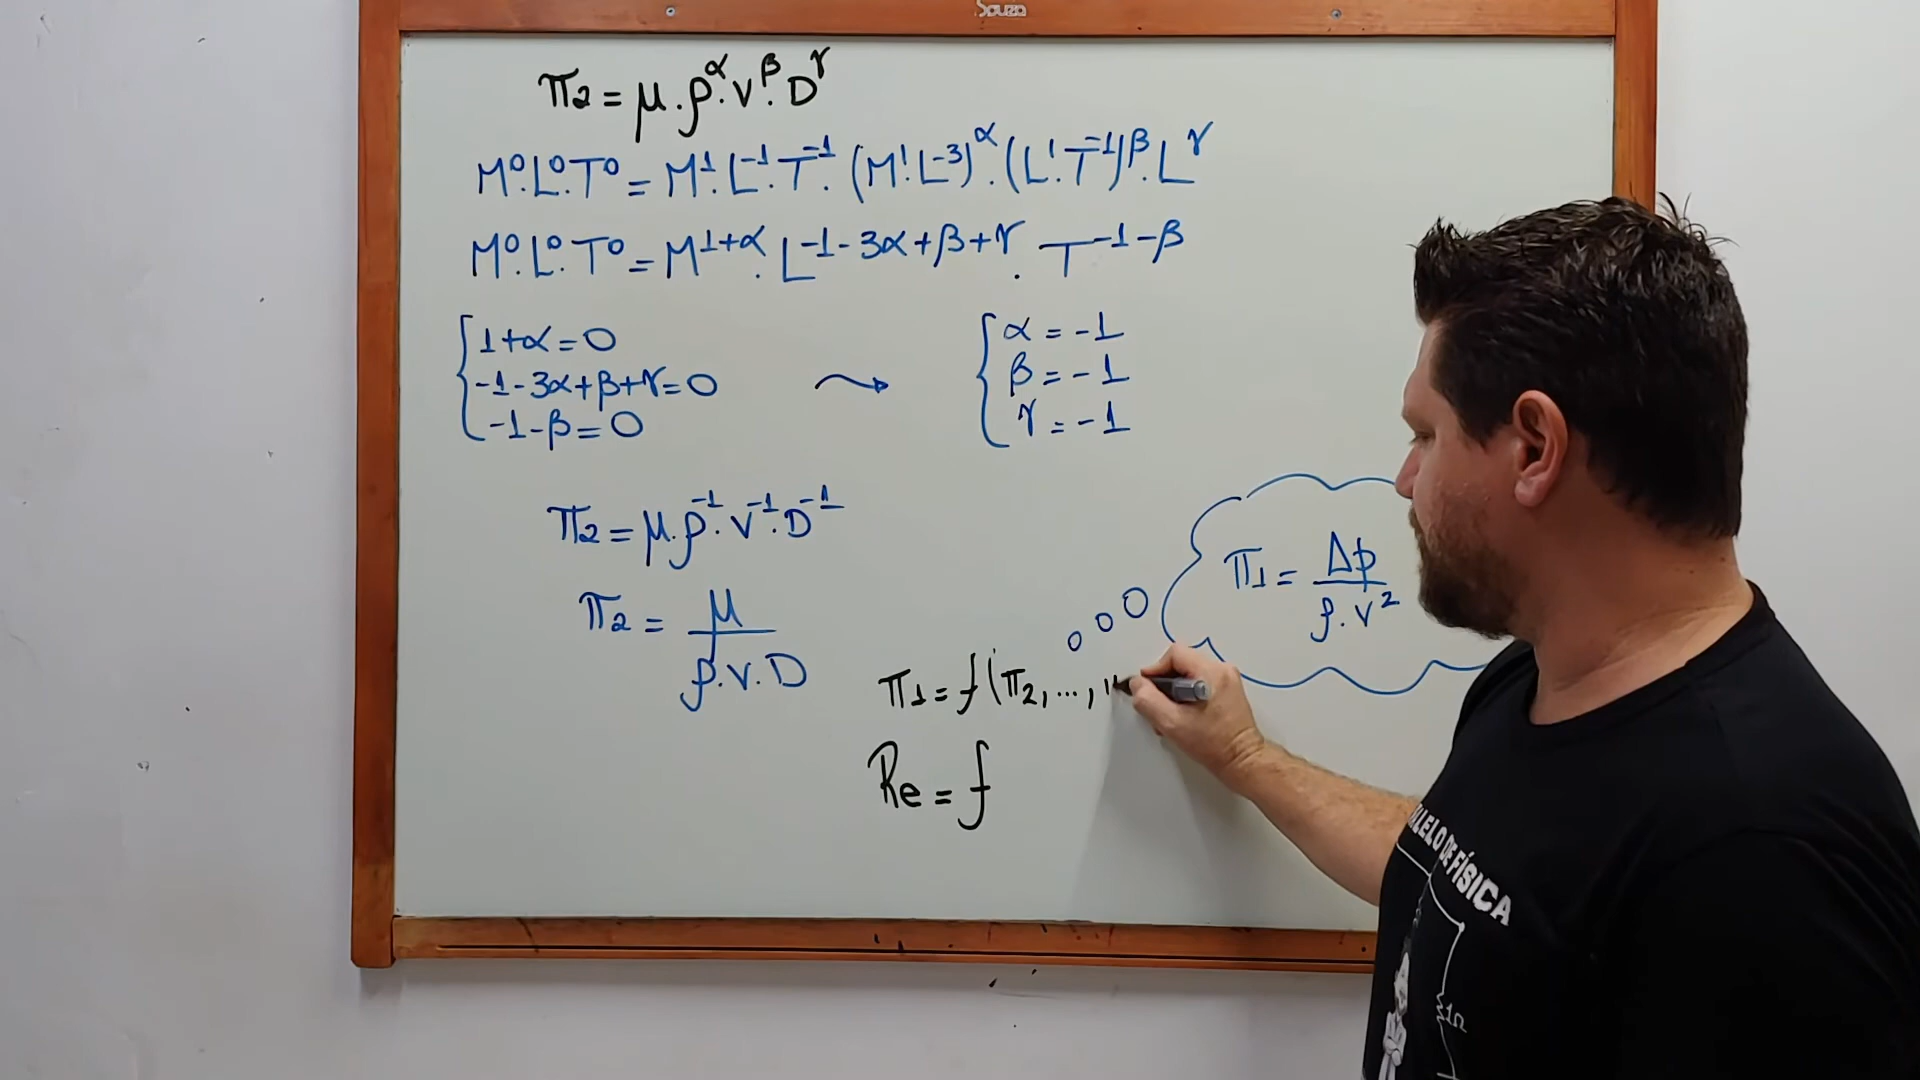 Souza
π₂ = μ.ρ^α.v^β.D^γ
M⁰.L⁰.T⁰ = M¹.L⁻¹.T⁻¹.(M¹.L⁻³)^α.(L¹.T⁻¹)^β.L^γ
M⁰.L⁰.T⁰ = M^(1+α).L^(-1-3α+β+γ).T^(-1-β)
1+α=0
-1-3α+β+γ=0
-1-β=0
α=-1
β=-1
γ=-1
π₂ = μ.ρ⁻¹.v⁻¹.D⁻¹
π₂ = μ/ρ.v.D
π₁ = Δp/ρ.v²
π₁ = f(π₂,...,
Re = f
DE FÍSICA
1Ω